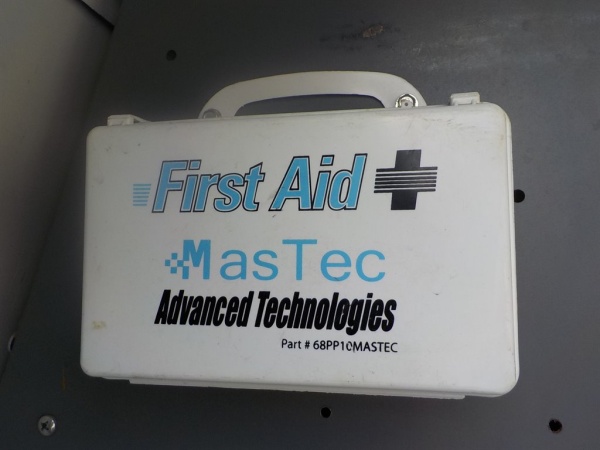 First Aid
MasTec
Advanced Technologies
Part # 68PP10MASTEC